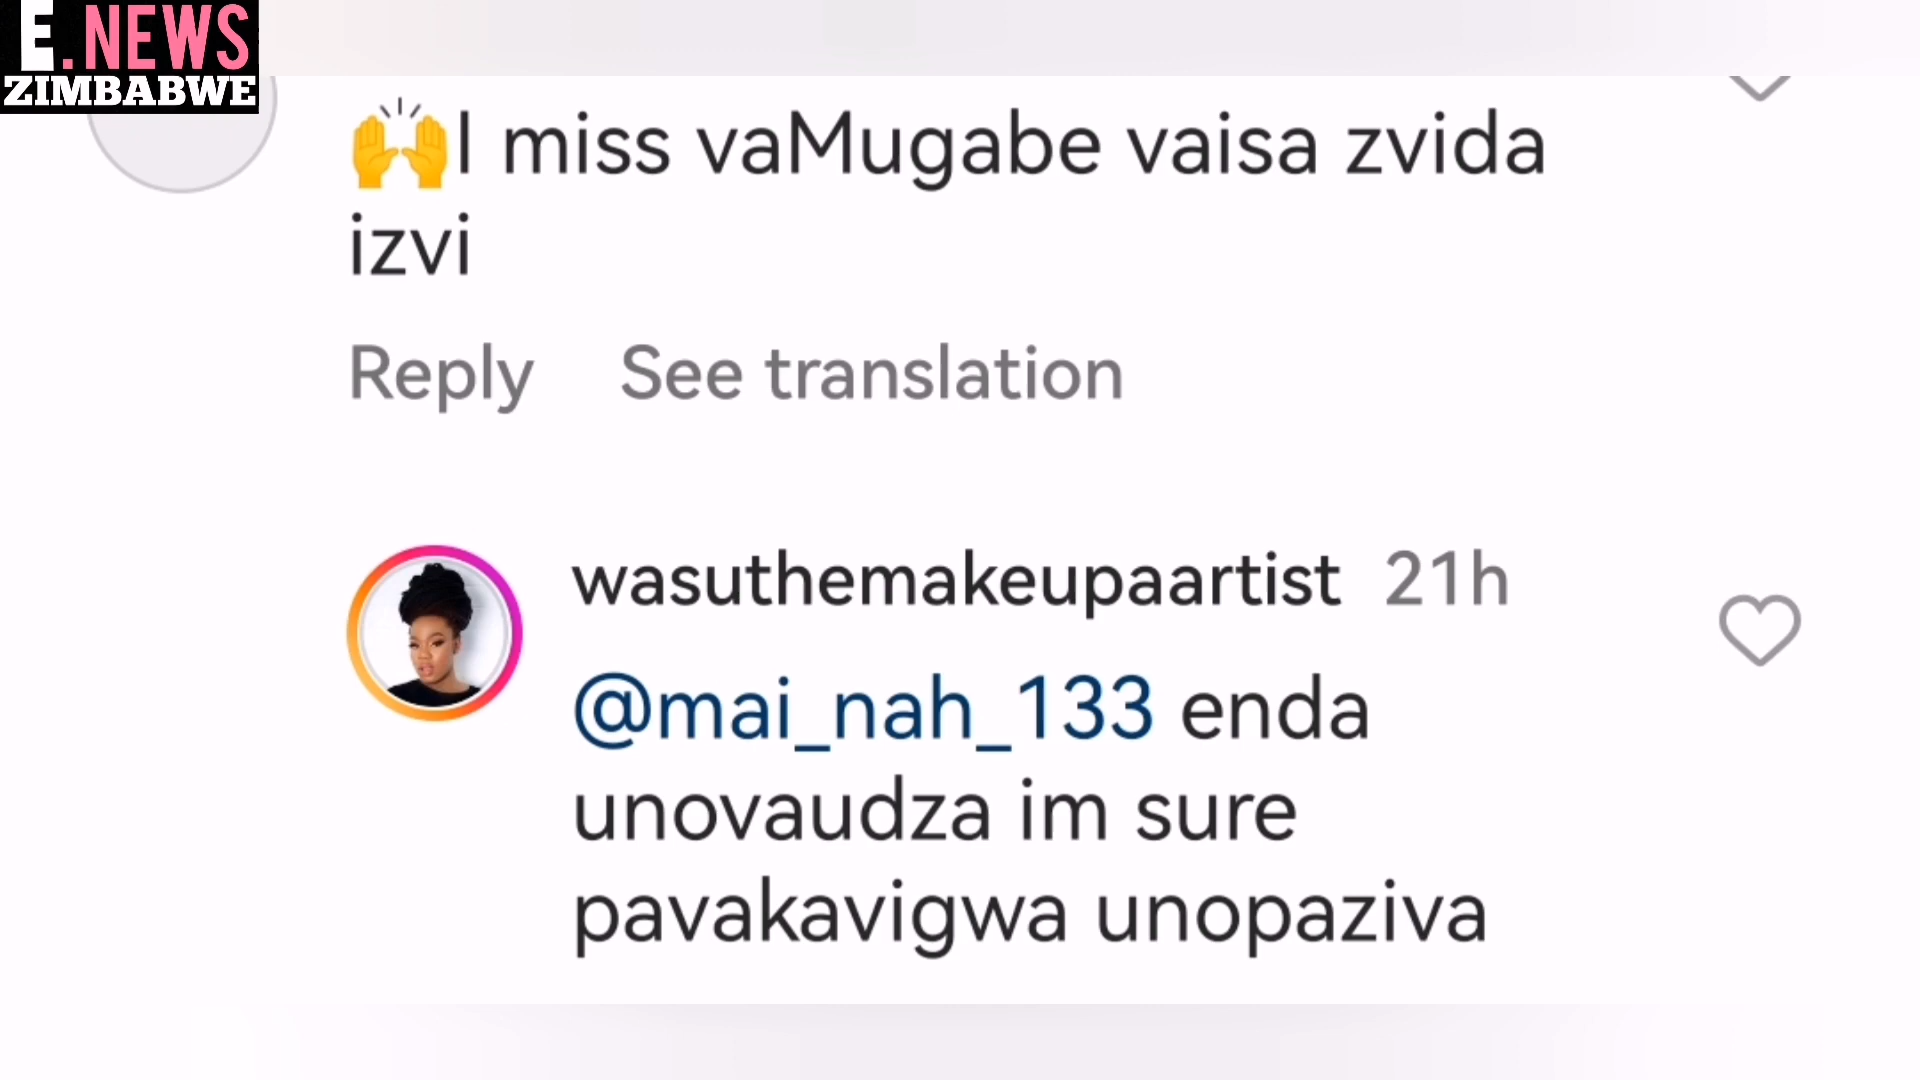 E.NEWS
ZIMBABWE
🙌I miss vaMugabe vaisa zvida
izvi
Reply See translation
wasuthemakeupaartist 21h
@mai_nah_133 enda
unovaudza im sure
pavakavigwa unopaziva